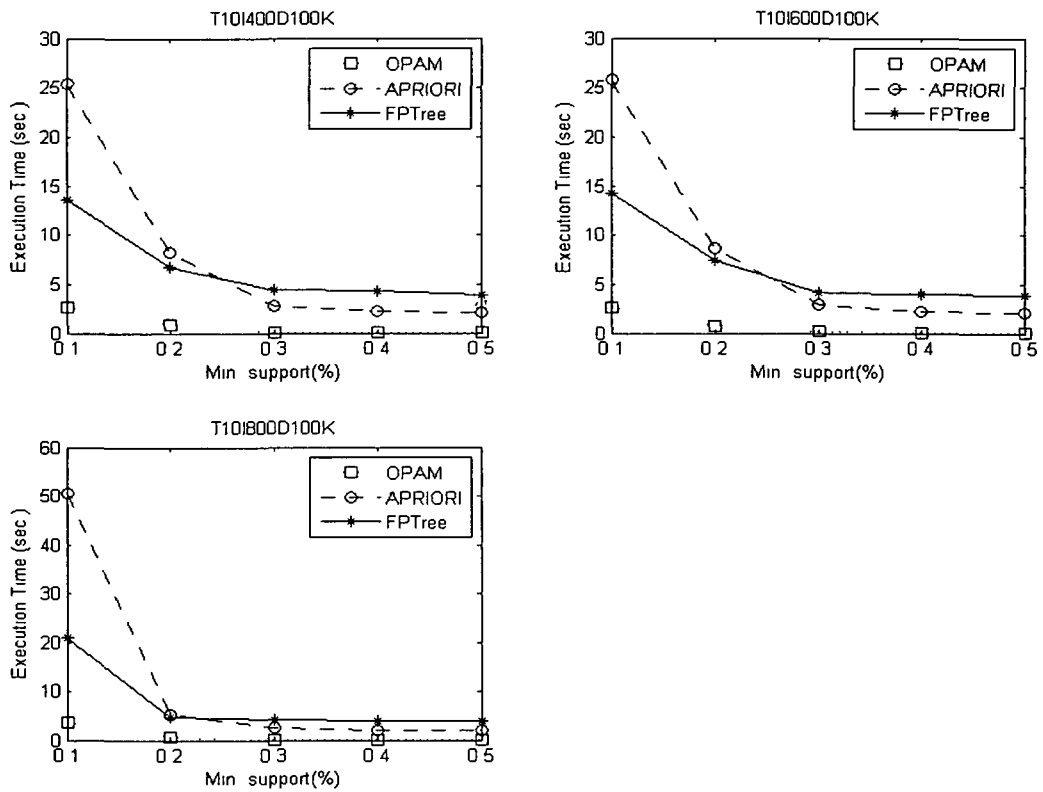 T10I400D100K
30
25
20
15
10
5
0
Execution Time (sec)
OPAM
APRIORI
FPTree
0 1 0 2 0 3 0 4 0 5
Min support(%)
T10I600D100K
30
25
20
15
10
5
0
Execution Time (sec)
OPAM
APRIORI
FPTree
0 1 0 2 0 3 0 4 0 5
Min support(%)
T10I800D100K
60
50
40
30
20
10
0
Execution Time (sec)
OPAM
APRIORI
FPTree
0 1 0 2 0 3 0 4 0 5
Min support(%)